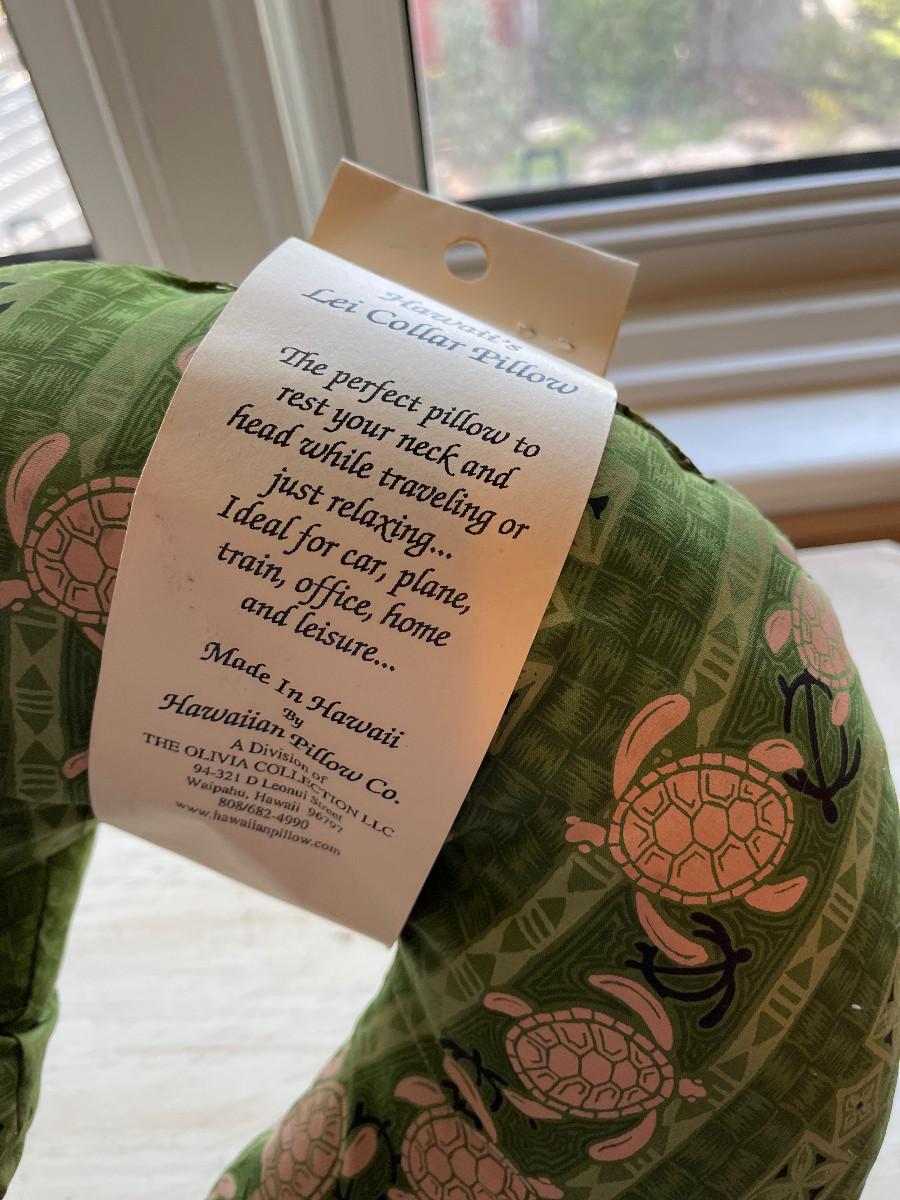 Hawaii's
Lei Collar Pillow
The perfect pillow to
rest your neck and
head while traveling or
just relaxing...
Ideal for car, plane,
train, office, home
and leisure...
Made In Hawaii
By
Hawaiian Pillow Co.
A Division of
THE OLIVIA COLLECTION LLC
94-321 D Leonui Street
Waipahu, Hawaii 96797
808/682-4990
www.hawaiianpillow.com